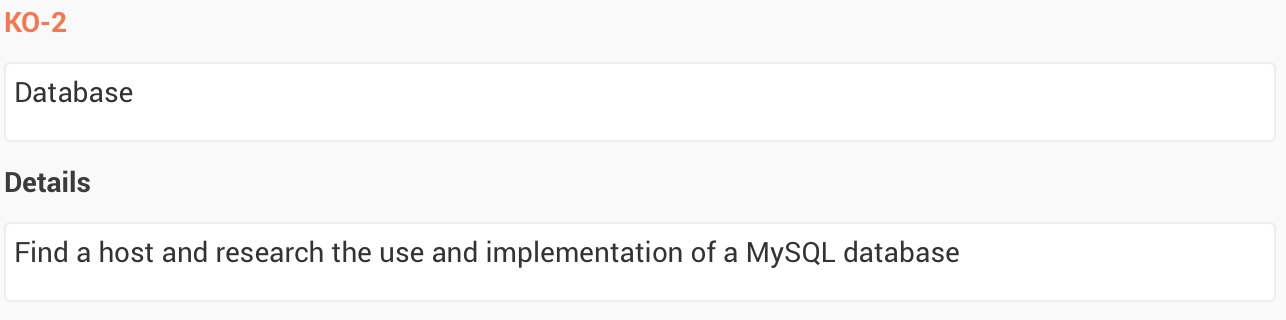 KO-2
Database
Details
Find a host and research the use and implementation of a MySQL database